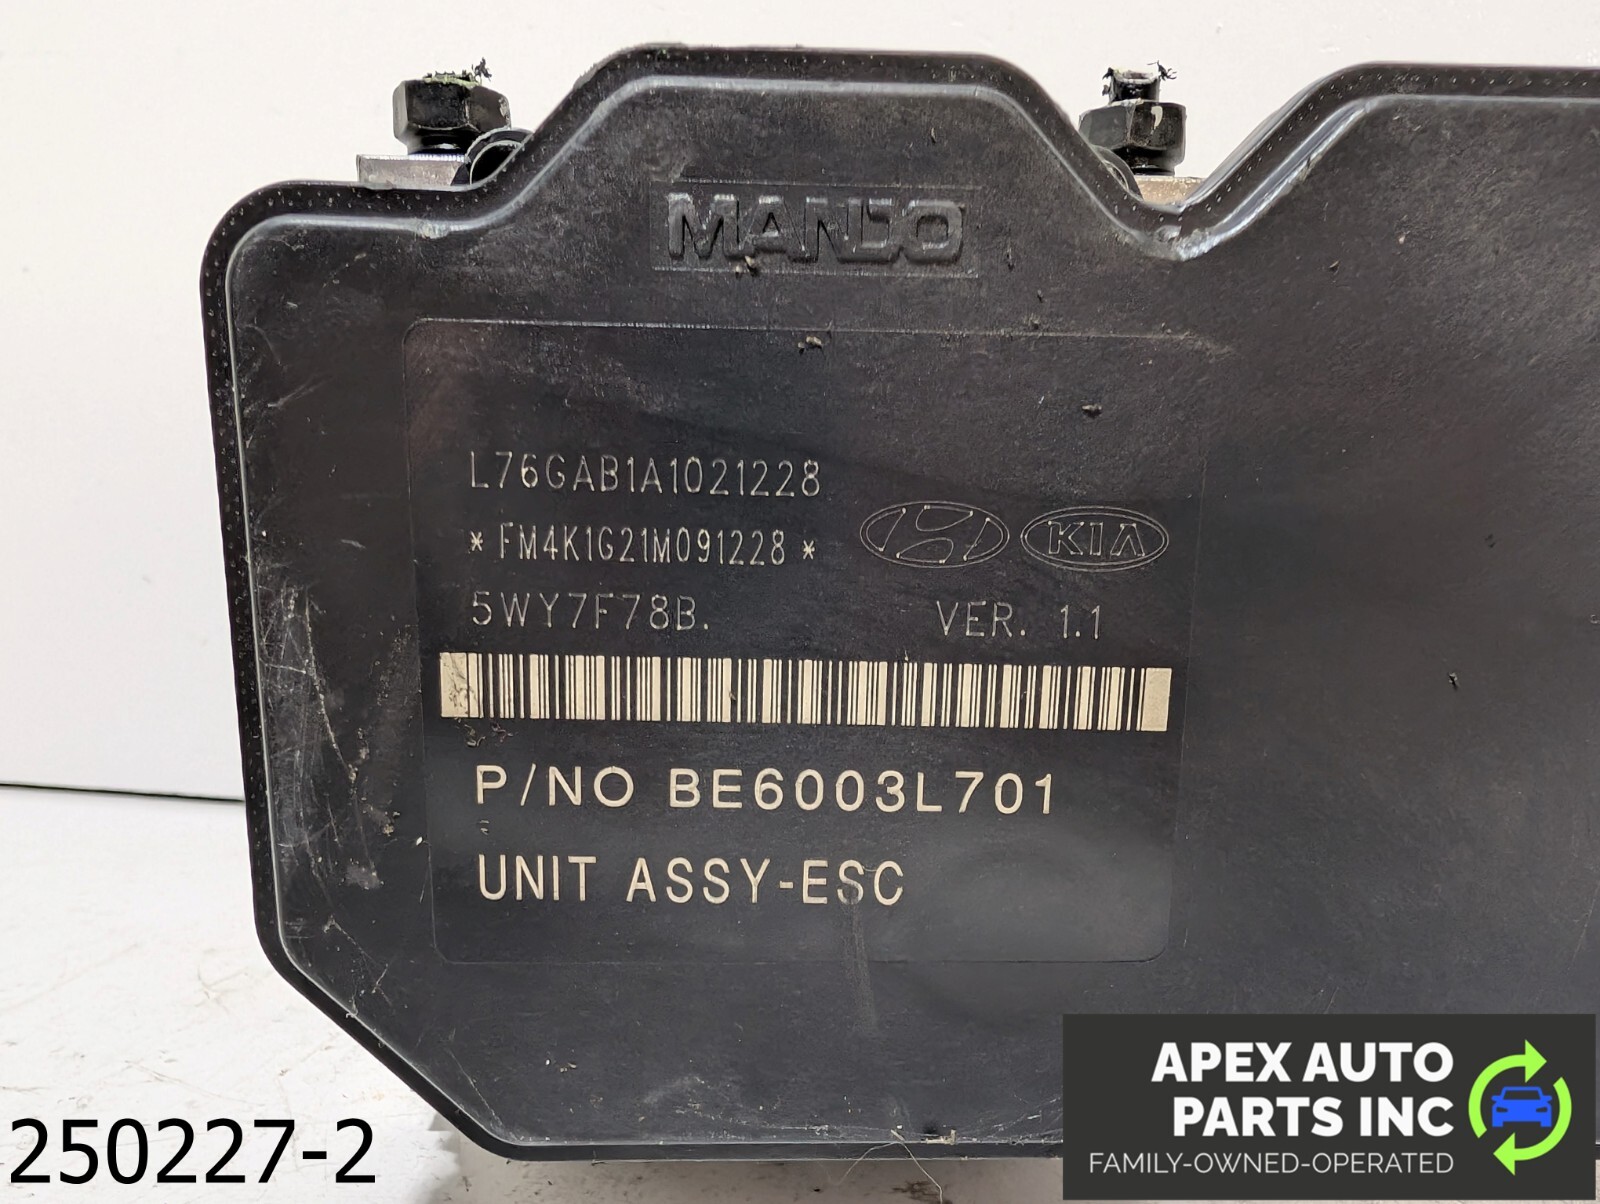 MANDO
L76GAB1A1021228
* FM4K1G21M091228 *
KIA
5WY7F78B.
VER. 1.1
P/NO BE6003L701
UNIT ASSY-ESC
250227-2
APEX AUTO
PARTS INC
FAMILY-OWNED-OPERATED